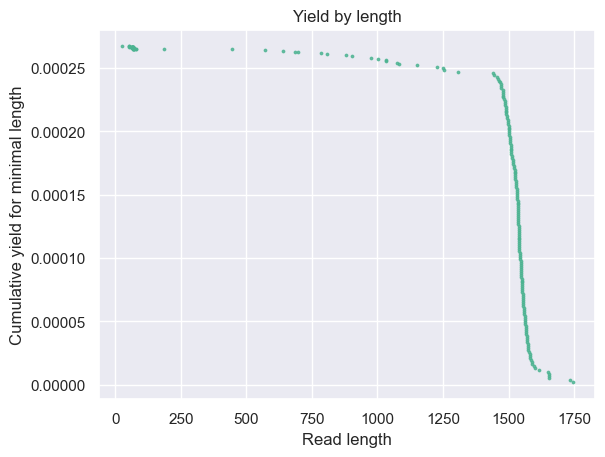 Yield by length
Cumulative yield for minimal length
0.00025
0.00020
0.00015
0.00010
0.00005
0.00000
0 250 500 750 1000 1250 1500 1750
Read length